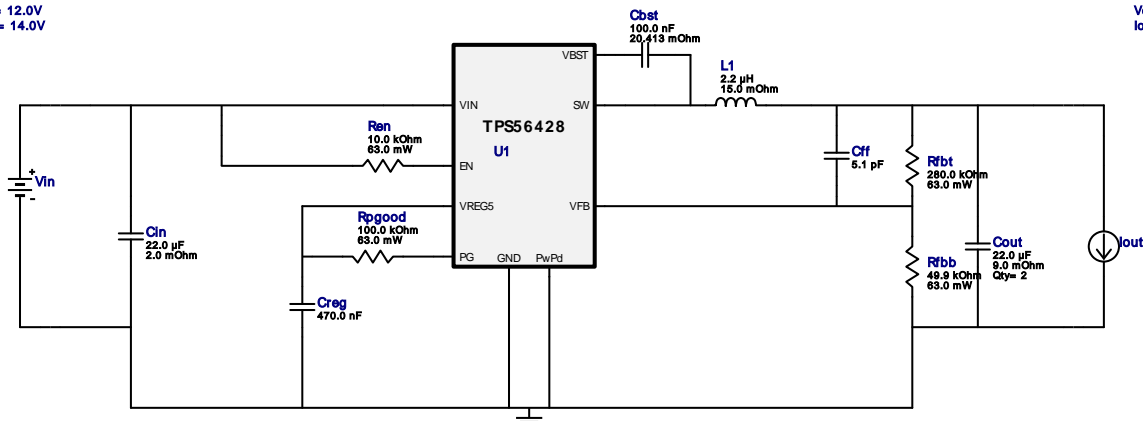 = 12.0V
= 14.0V
Cbst
100.0 nF
20.413 mOhm
VBST
L1
2.2 µH
15.0 mOhm
VIN
SW
TPS56428
U1
Ren
10.0 kOhm
63.0 mW
EN
Cff
5.1 pF
Rfbt
280.0 kOhm
63.0 mW
+
Vin
-
VREG5
VFB
Rpgood
100.0 kOhm
63.0 mW
PG
GND
PwPd
Cin
22.0 µF
2.0 mOhm
Creg
470.0 nF
Rfbb
49.9 kOhm
63.0 mW
Cout
22.0 µF
9.0 mOhm
Qty= 2
Iout